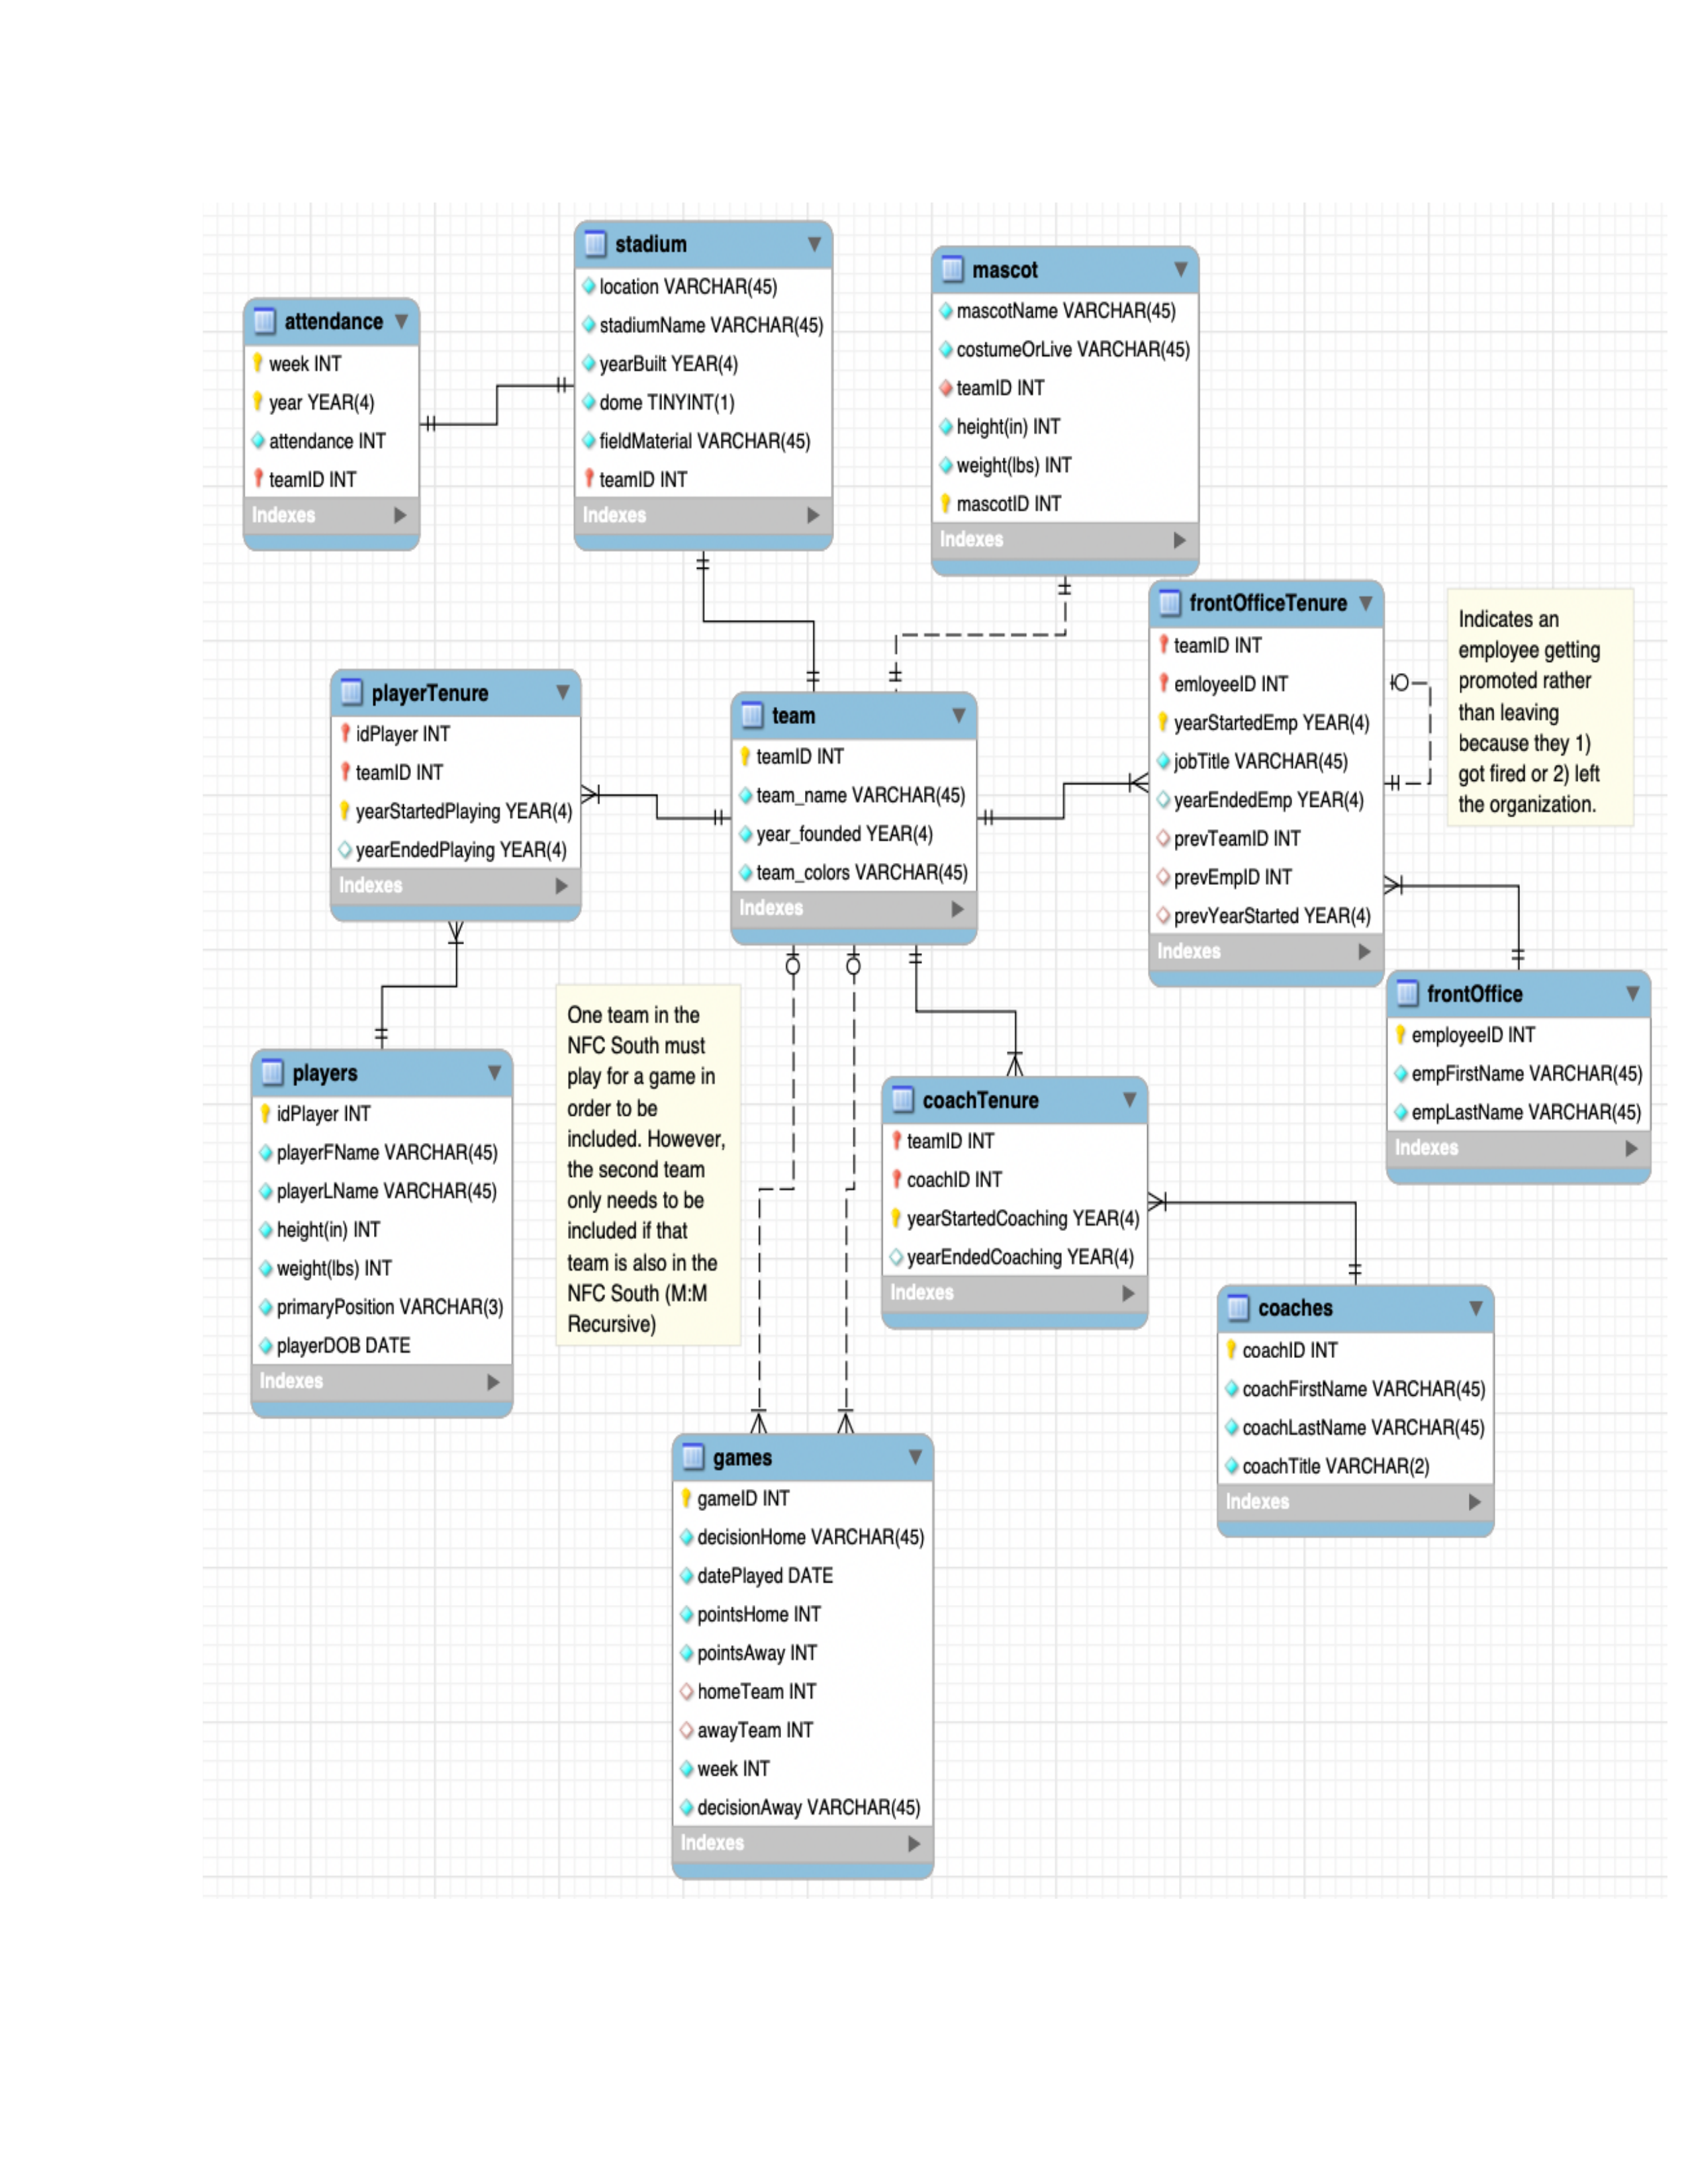 stadium
location VARCHAR(45)
stadiumName VARCHAR(45)
yearBuilt YEAR(4)
dome TINYINT(1)
fieldMaterial VARCHAR(45)
teamID INT
Indexes
mascot
mascotName VARCHAR(45)
costumeOrLive VARCHAR(45)
teamID INT
height(in) INT
weight(lbs) INT
mascotID INT
Indexes
attendance
week INT
year YEAR(4)
attendance INT
teamID INT
Indexes
frontOfficeTenure
teamID INT
emloyeeID INT
yearStartedEmp YEAR(4)
jobTitle VARCHAR(45)
yearEndedEmp YEAR(4)
prevTeamID INT
prevEmpID INT
prevYearStarted YEAR(4)
Indexes
Indicates an
employee getting
promoted rather
than leaving
because they 1)
got fired or 2) left
the organization.
playerTenure
idPlayer INT
teamID INT
yearStartedPlaying YEAR(4)
yearEndedPlaying YEAR(4)
Indexes
team
teamID INT
team_name VARCHAR(45)
year_founded YEAR(4)
team_colors VARCHAR(45)
Indexes
frontOffice
employeeID INT
empFirstName VARCHAR(45)
empLastName VARCHAR(45)
Indexes
players
idPlayer INT
playerFName VARCHAR(45)
playerLName VARCHAR(45)
height(in) INT
weight(lbs) INT
primaryPosition VARCHAR(3)
playerDOB DATE
Indexes
One team in the
NFC South must
play for a game in
order to be
included. However,
the second team
only needs to be
included if that
team is also in the
NFC South (M:M
Recursive)
coachTenure
teamID INT
coachID INT
yearStartedCoaching YEAR(4)
yearEndedCoaching YEAR(4)
Indexes
coaches
coachID INT
coachFirstName VARCHAR(45)
coachLastName VARCHAR(45)
coachTitle VARCHAR(2)
Indexes
games
gameID INT
decisionHome VARCHAR(45)
datePlayed DATE
pointsHome INT
pointsAway INT
homeTeam INT
awayTeam INT
week INT
decisionAway VARCHAR(45)
Indexes